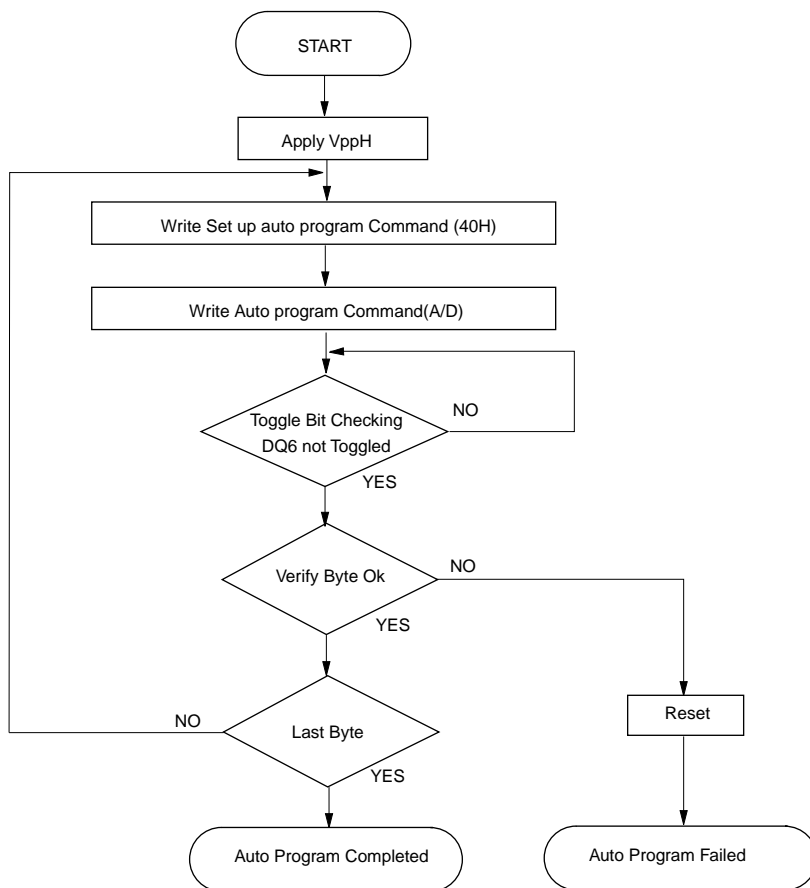 START
Apply VppH
Write Set up auto program Command (40H)
Write Auto program Command(A/D)
Toggle Bit Checking
DQ6 not Toggled
NO
YES
Verify Byte Ok
NO
YES
Last Byte
NO
YES
Reset
Auto Program Completed
Auto Program Failed